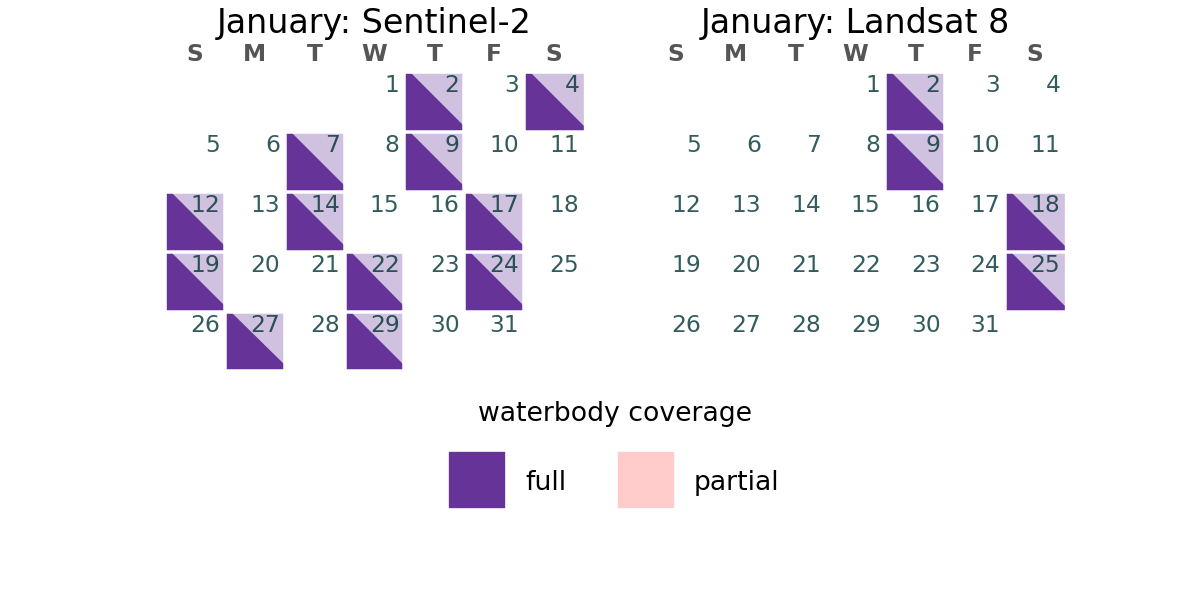 January: Sentinel-2
S M T W T F S
1 2 3 4
5 6 7 8 9 10 11
12 13 14 15 16 17 18
19 20 21 22 23 24 25
26 27 28 29 30 31
January: Landsat 8
S M T W T F S
1 2 3 4
5 6 7 8 9 10 11
12 13 14 15 16 17 18
19 20 21 22 23 24 25
26 27 28 29 30 31
waterbody coverage
full
partial